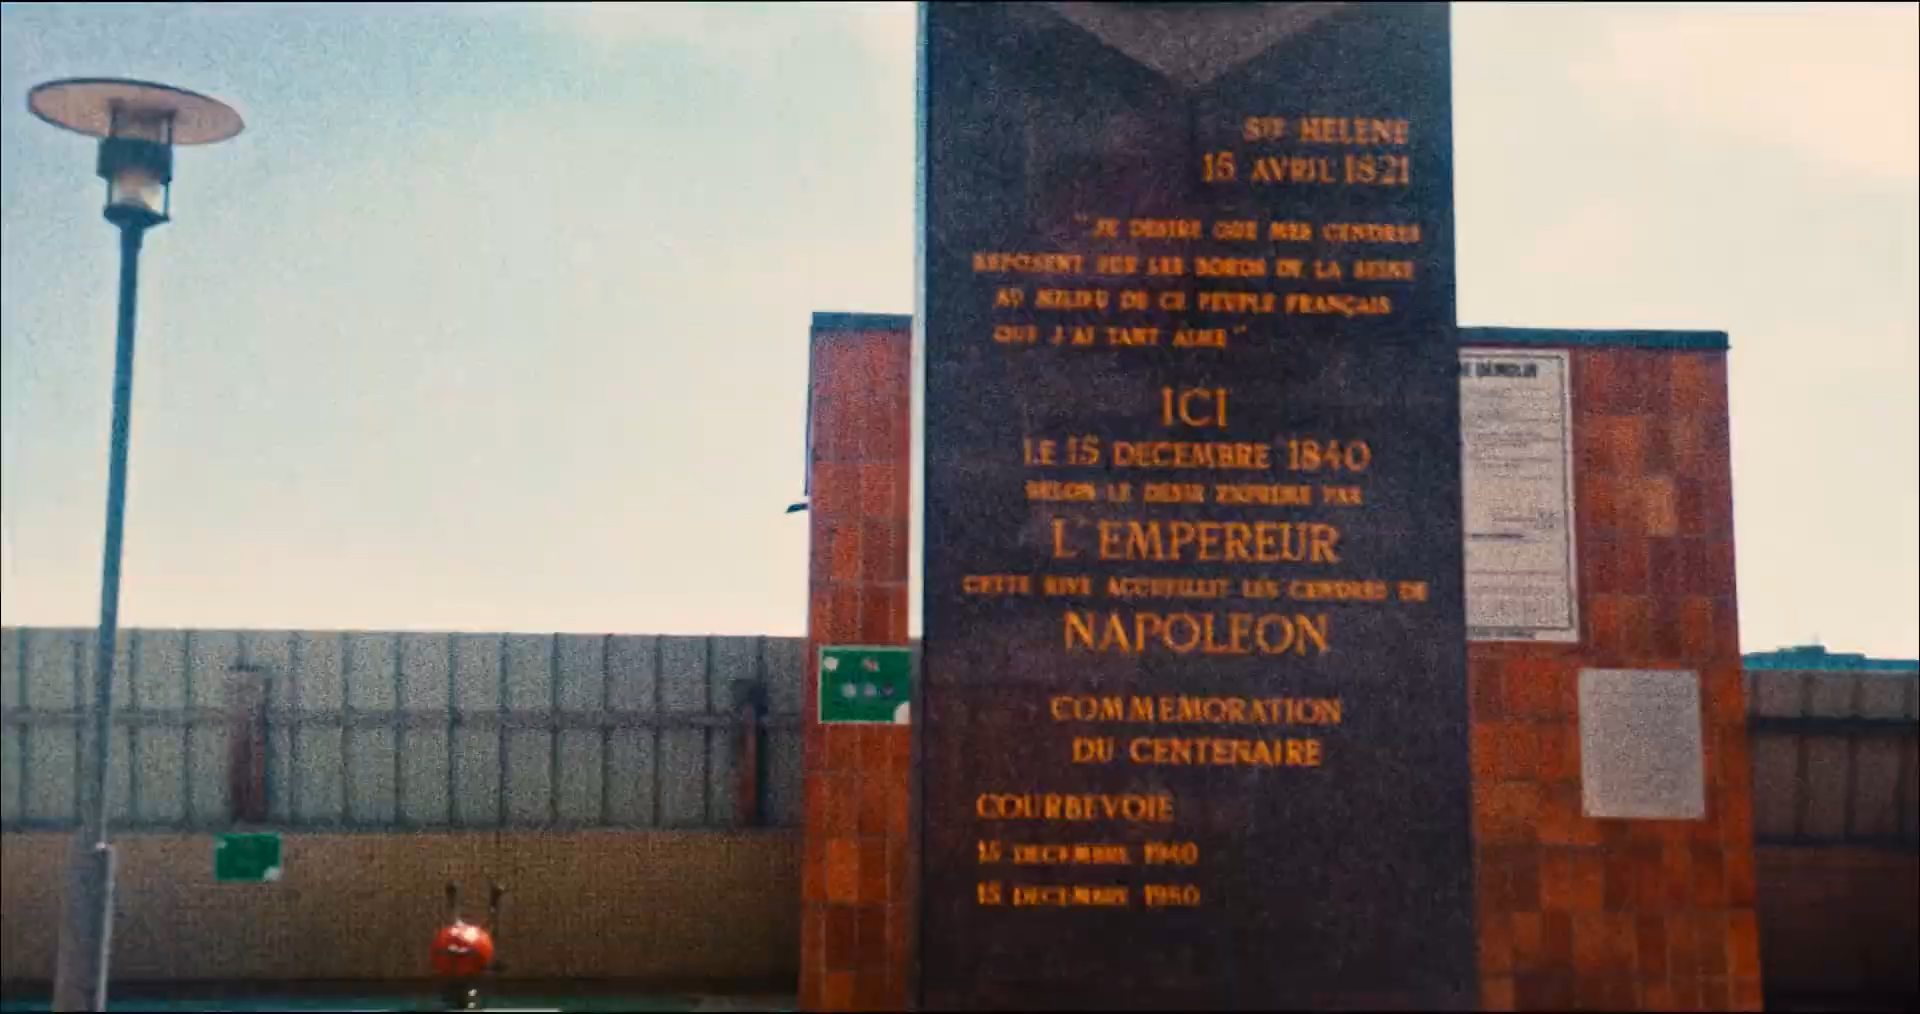 STE HELENE
15 AVRIL 1821
"JE DESIRE QUE MES CENDRES
REPOSENT SUR LES BORDS DE LA SEINE
AU MILIEU DE CE PEUPLE FRANÇAIS
QUE J'AI TANT AIME"
ICI
LE 15 DECEMBRE 1840
SELON LE DESIR EXPRIME PAR
L'EMPEREUR
CETTE RIVE ACCUEILLIT LES CENDRES DE
NAPOLEON
COMMEMORATION
DU CENTENAIRE
COURBEVOIE
15 DECEMBRE 1940
15 DECEMBRE 1980
DEMOLIR